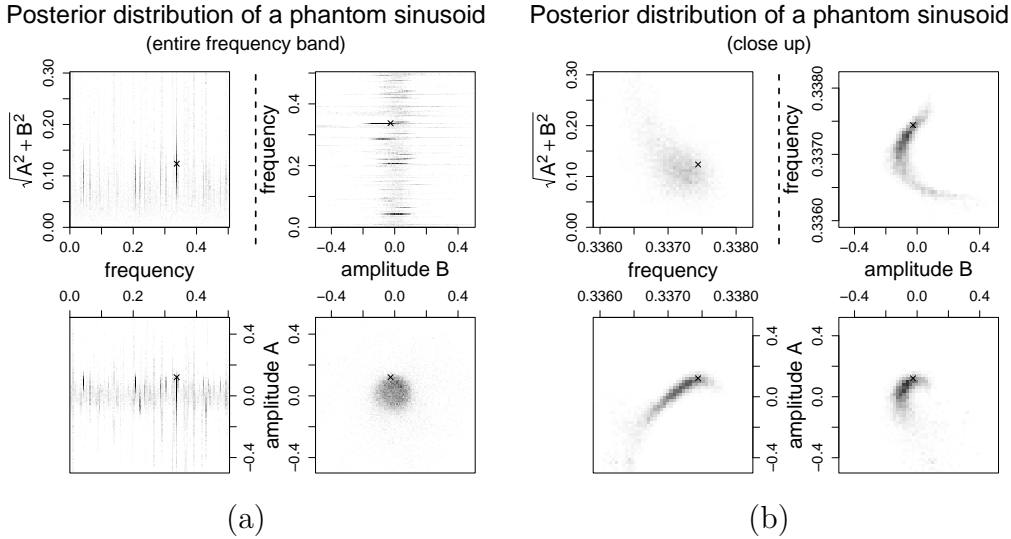 Posterior distribution of a phantom sinusoid
(entire frequency band)
√A² + B²
0.00 0.10 0.20 0.30
0.0 0.2 0.4
frequency
frequency
0.0 0.2 0.4
−0.4 0.0 0.4
amplitude B
0.0 0.2 0.4
−0.4 0.0 0.4
amplitude A
−0.4 0.0 0.4
(a)
Posterior distribution of a phantom sinusoid
(close up)
√A² + B²
0.00 0.10 0.20 0.30
0.3360 0.3370 0.3380
frequency
frequency
0.3360 0.3370 0.3380
−0.4 0.0 0.4
amplitude B
0.3360 0.3370 0.3380
−0.4 0.0 0.4
amplitude A
−0.4 0.0 0.4
(b)